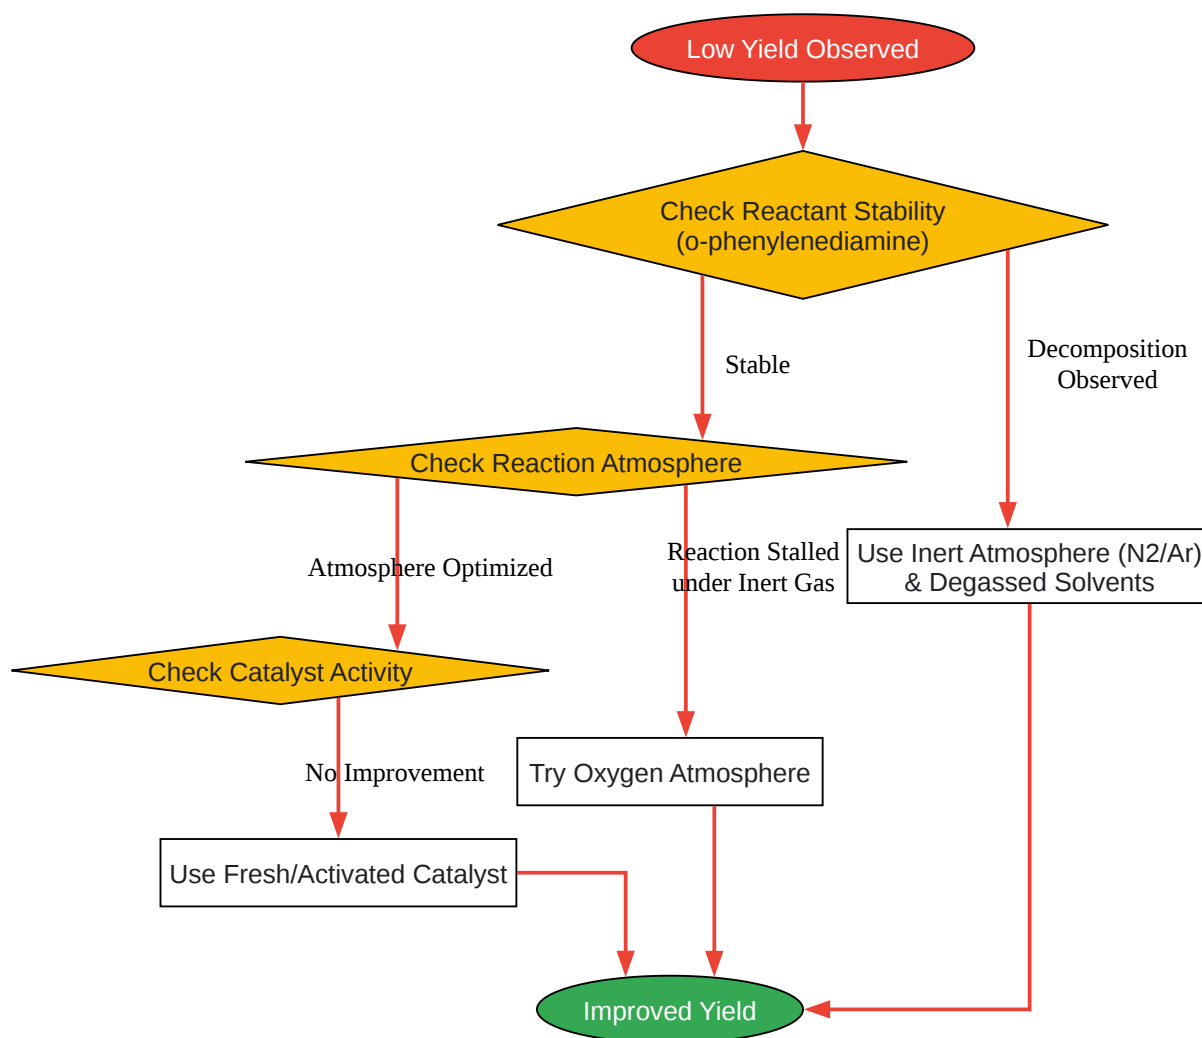 Low Yield Observed
Check Reactant Stability
(o-phenylenediamine)
Stable
Decomposition
Observed
Check Reaction Atmosphere
Atmosphere Optimized
Reaction Stalled
under Inert Gas
Use Inert Atmosphere (N2/Ar)
& Degassed Solvents
Check Catalyst Activity
No Improvement
Try Oxygen Atmosphere
Use Fresh/Activated Catalyst
Improved Yield